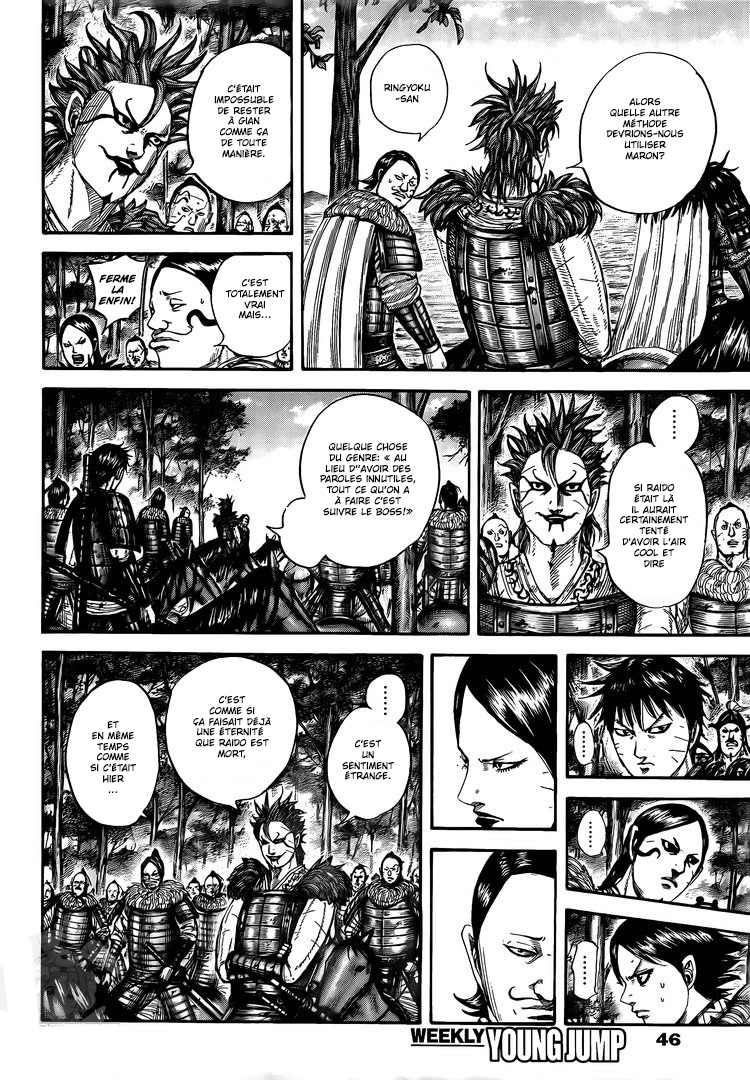 ALORS
QUELLE AUTRE
MÉTHODE
DEVRIONS-NOUS
UTILISER
MARON?
RINGYOKU
-SAN
C'ÉTAIT
IMPOSSIBLE
DE RESTER
À GIAN
COMME ÇA
DE TOUTE
MANIÈRE.
C'EST
TOTALEMENT
VRAI
MAIS...
FERME
LA
ENFIN!
......
SI RAIDO
ÉTAIT LÀ
IL AURAIT
CERTAINEMENT
TENTÉ
D'AVOIR L'AIR
COOL ET
DIRE
QUELQUE CHOSE
DU GENRE: « AU
LIEU D''AVOIR DES
PAROLES INNUTILES,
TOUT CE QU'ON A
À FAIRE C'EST
SUIVRE LE BOSS!»
......
......
......
C'EST
UN
SENTIMENT
ÉTRANGE.
C'EST
COMME SI
ÇA FAISAIT DÉJÀ
UNE ÉTERNITÉ
QUE RAIDO EST
MORT,
ET
EN MÊME
TEMPS
COMME
SI C'ÉTAIT
HIER
...
WEEKLY YOUNG JUMP 46